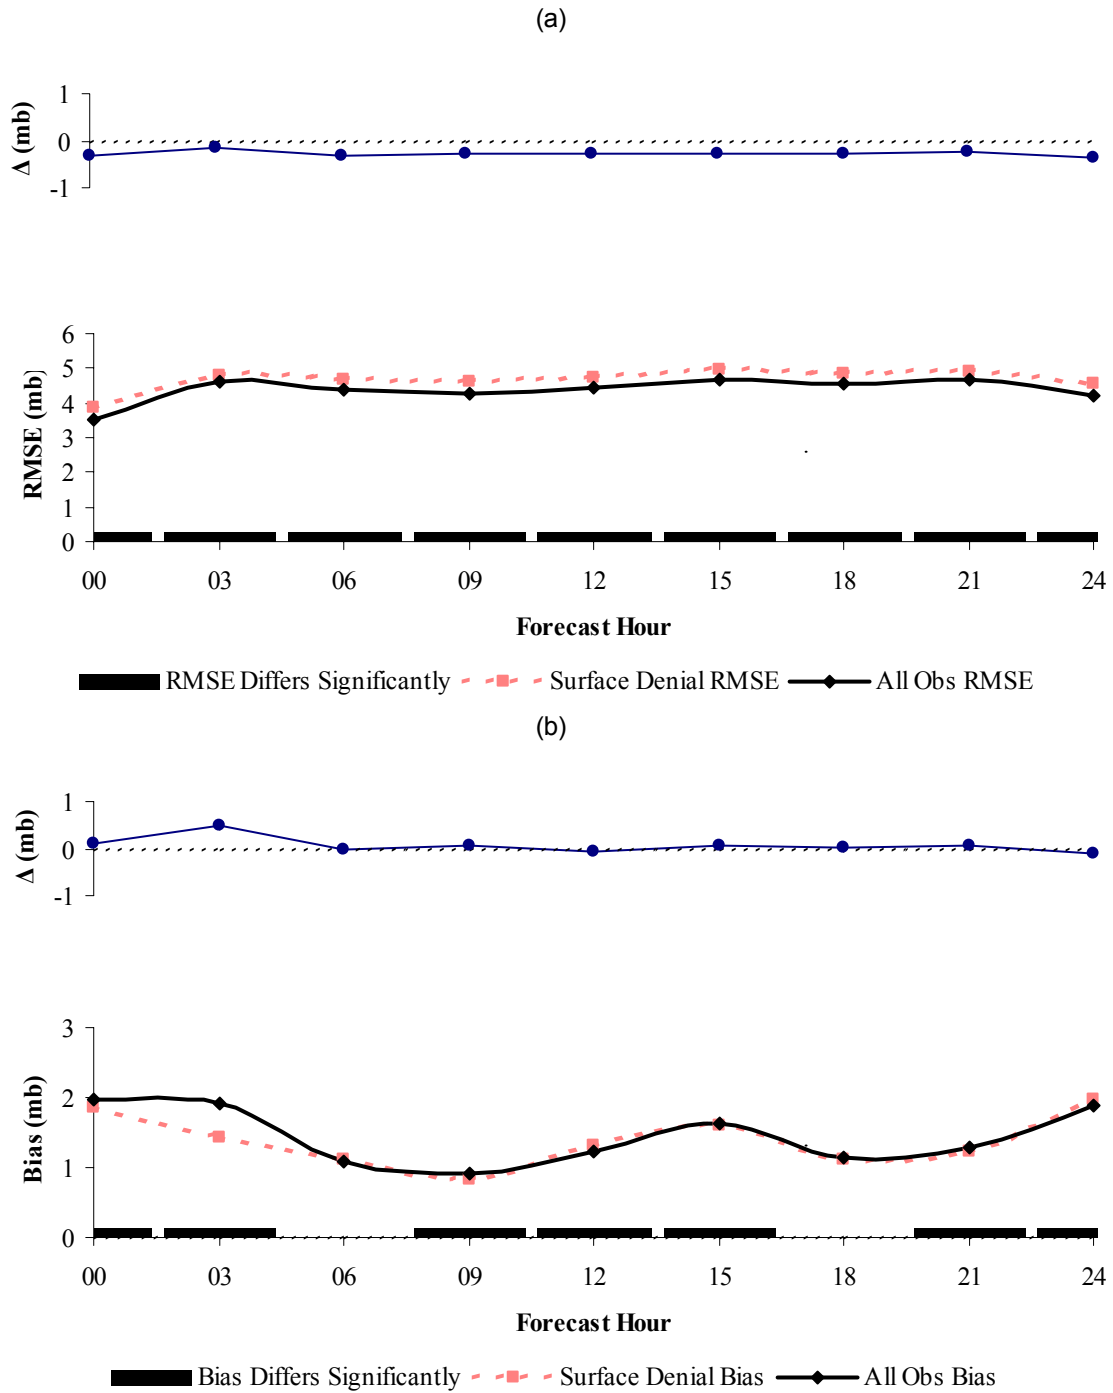 (a)
Δ (mb)
1
0
-1
RMSE (mb)
6
5
4
3
2
1
0
00 03 06 09 12 15 18 21 24
Forecast Hour
RMSE Differs Significantly Surface Denial RMSE All Obs RMSE
(b)
Δ (mb)
1
0
-1
Bias (mb)
3
2
1
0
00 03 06 09 12 15 18 21 24
Forecast Hour
Bias Differs Significantly Surface Denial Bias All Obs Bias